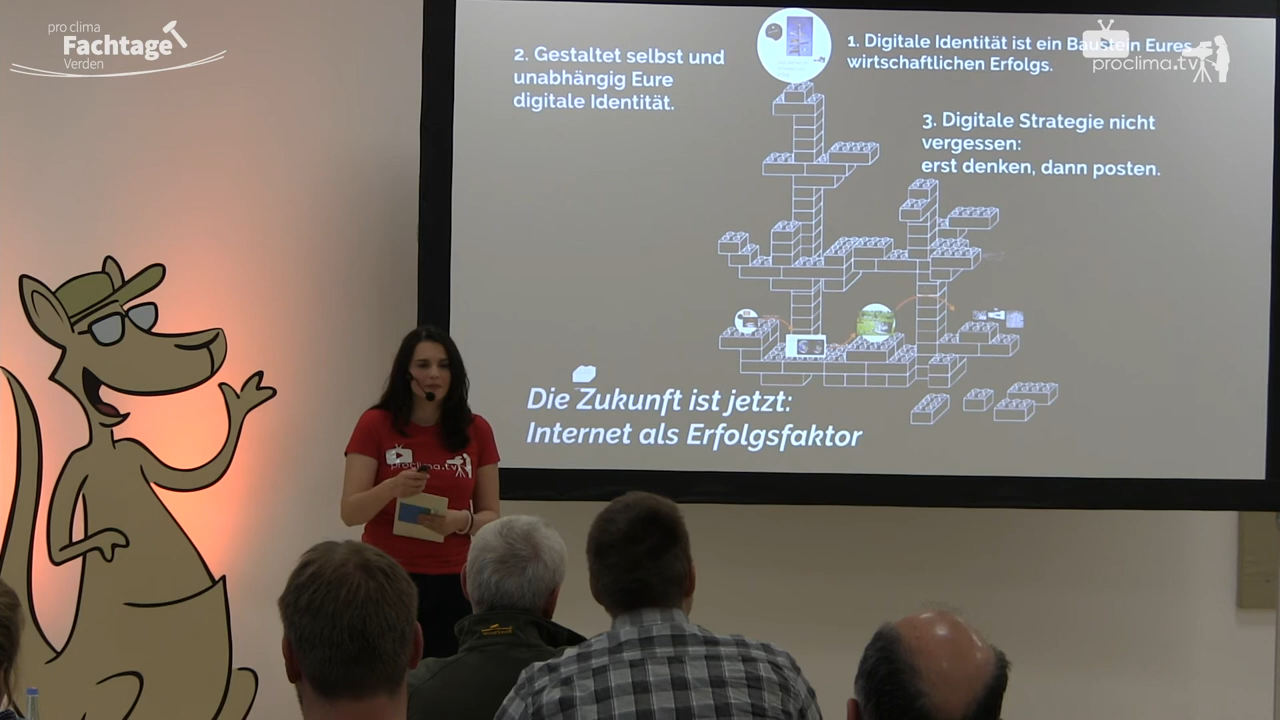 pro clima
Fachtage
Verden
2. Gestaltet selbst und
unabhängig Eure
digitale Identität.
1. Digitale Identität ist ein Baustein Eures
wirtschaftlichen Erfolgs.
proclima.tv
3. Digitale Strategie nicht
vergessen:
erst denken, dann posten.
Die Zukunft ist jetzt:
Internet als Erfolgsfaktor
proclima.tv